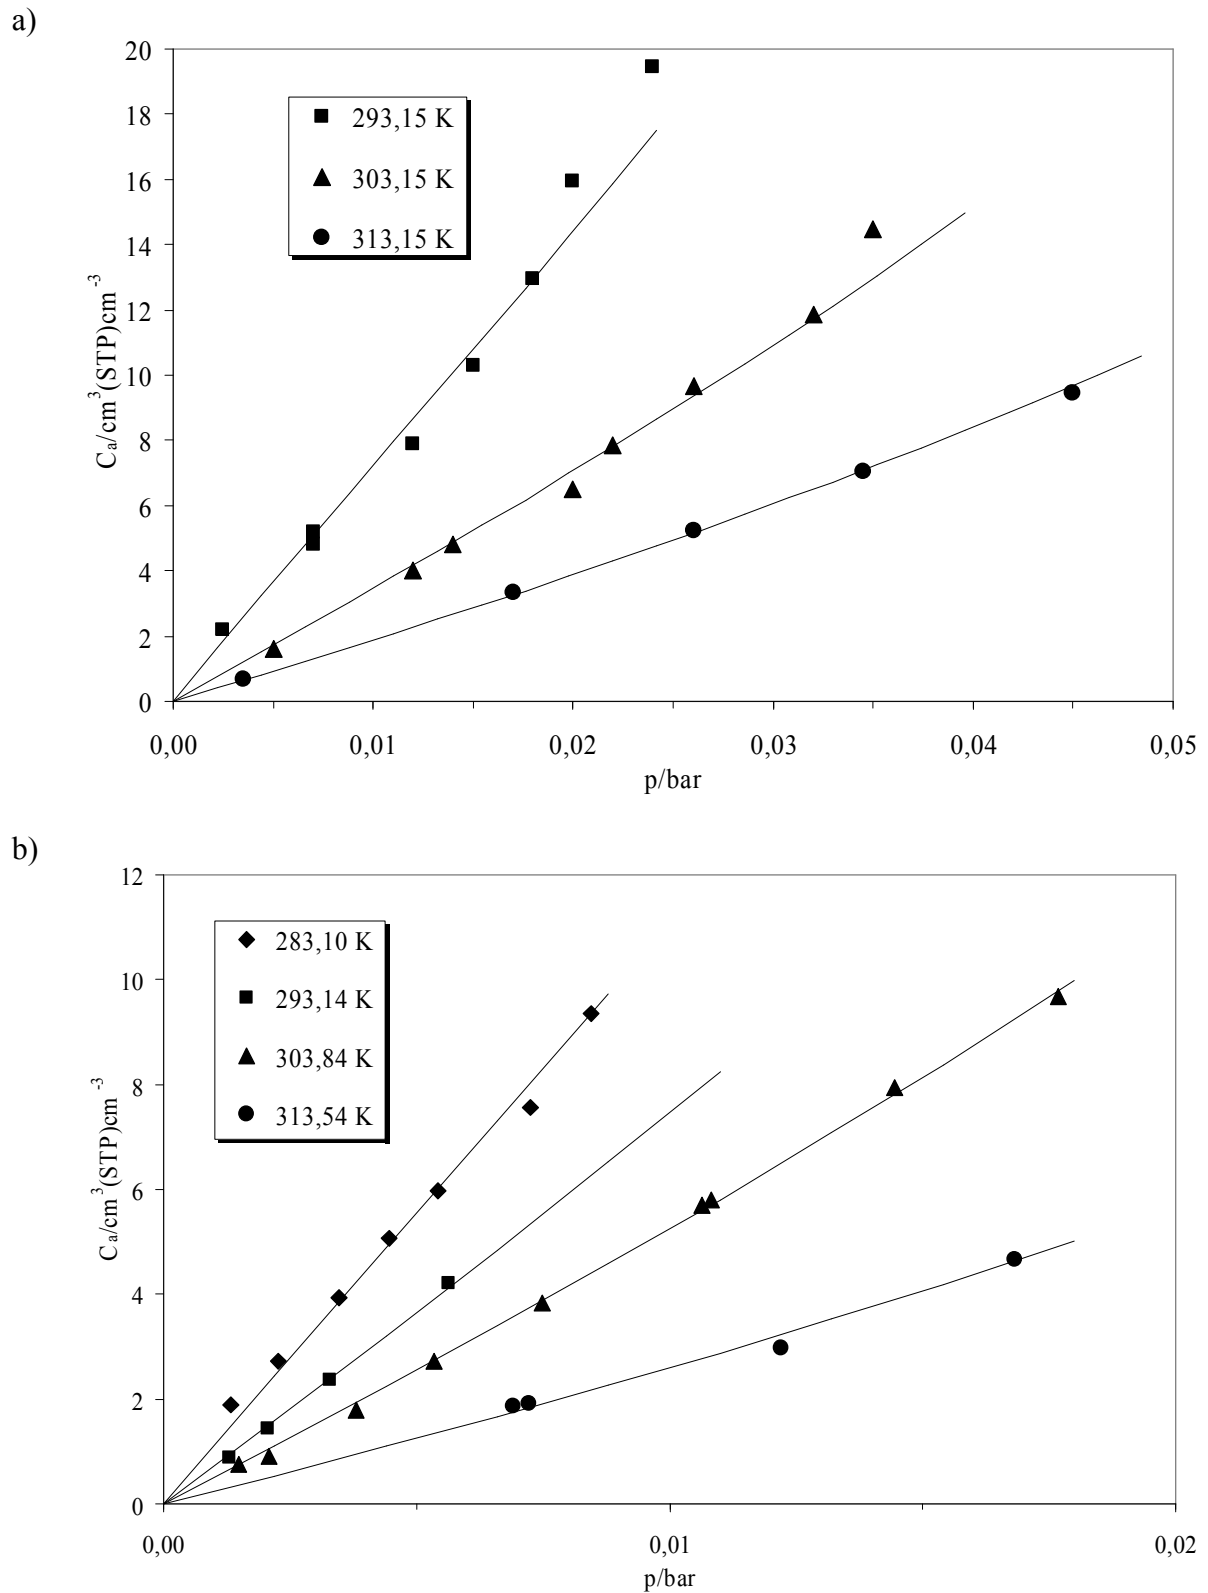 a)
20
18
16
14
12
10
8
6
4
2
0
Ca/cm³(STP)cm⁻³
293,15 K
303,15 K
313,15 K
0,00 0,01 0,02 0,03 0,04 0,05
p/bar
b)
12
10
8
6
4
2
0
Ca/cm³(STP)cm⁻³
283,10 K
293,14 K
303,84 K
313,54 K
0,00 0,01 0,02
p/bar